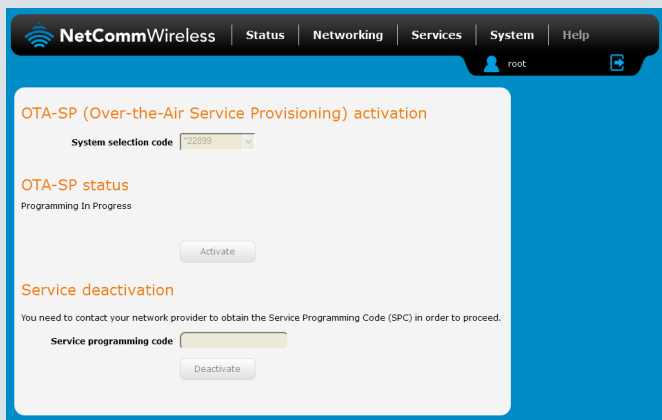 NetCommWireless Status Networking Services System Help
root
OTA-SP (Over-the-Air Service Provisioning) activation
System selection code *22899
OTA-SP status
Programming In Progress
Activate
Service deactivation
You need to contact your network provider to obtain the Service Programming Code (SPC) in order to proceed.
Service programming code
Deactivate